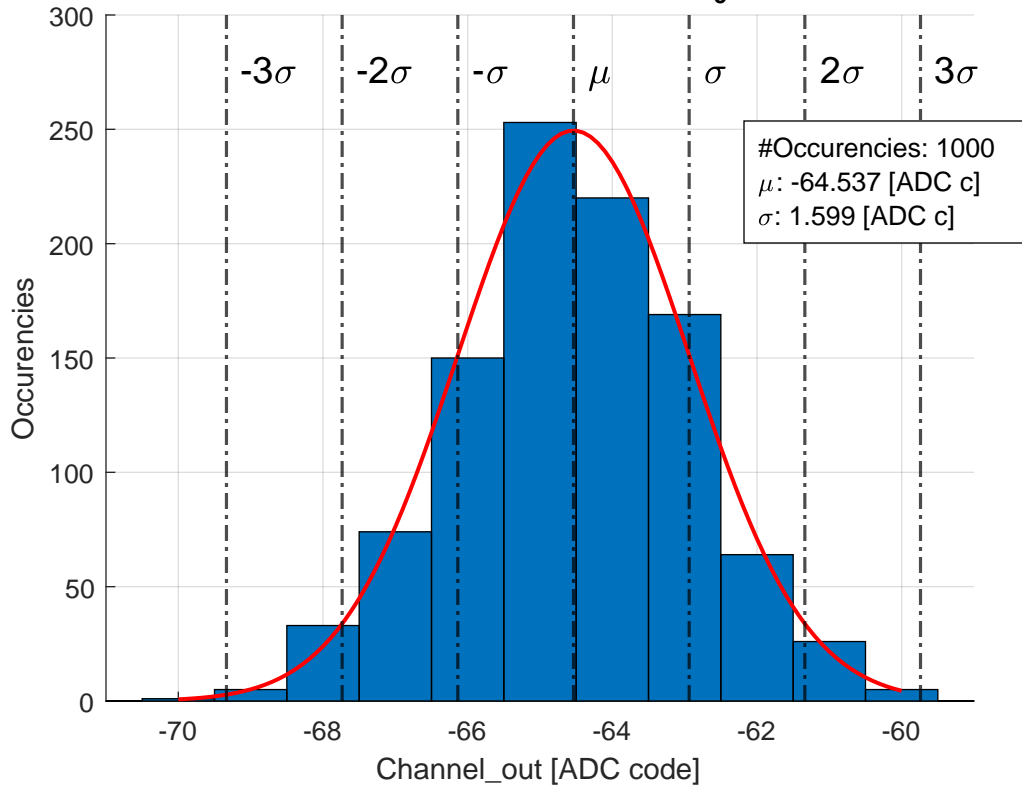 300
-3σ
-2σ
-σ
μ
σ
2σ
3σ
250
#Occurencies: 1000
μ: -64.537 [ADC c]
σ: 1.599 [ADC c]
200
150
100
50
0
Occurencies
-70
-68
-66
-64
-62
-60
Channel_out [ADC code]